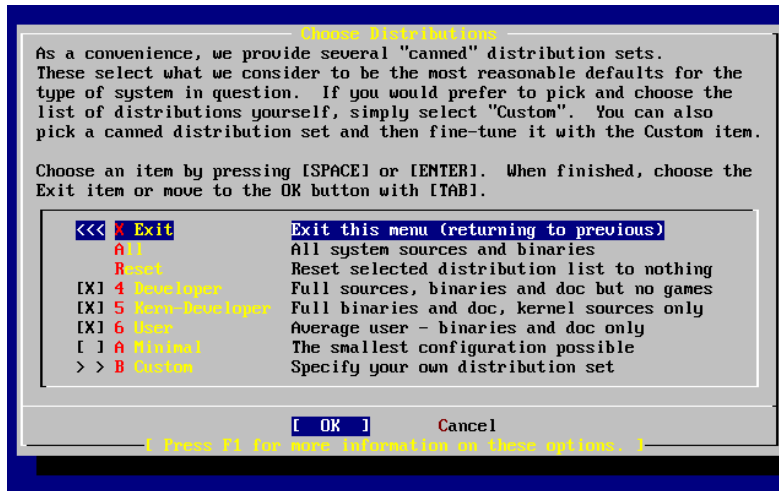 Choose Distributions
As a convenience, we provide several "canned" distribution sets.
These select what we consider to be the most reasonable defaults for the
type of system in question.  If you would prefer to pick and choose the
list of distributions yourself, simply select "Custom".  You can also
pick a canned distribution set and then fine-tune it with the Custom item.
Choose an item by pressing [SPACE] or [ENTER].  When finished, choose the
Exit item or move to the OK button with [TAB].
<<< X Exit Exit this menu (returning to previous)
All All system sources and binaries
Reset Reset selected distribution list to nothing
[X] 4 Developer Full sources, binaries and doc but no games
[X] 5 Kern-Developer Full binaries and doc, kernel sources only
[X] 6 User Average user - binaries and doc only
[ ] A Minimal The smallest configuration possible
> > B Custom Specify your own distribution set
[ OK ] Cancel
[ Press F1 for more information on these options. ]